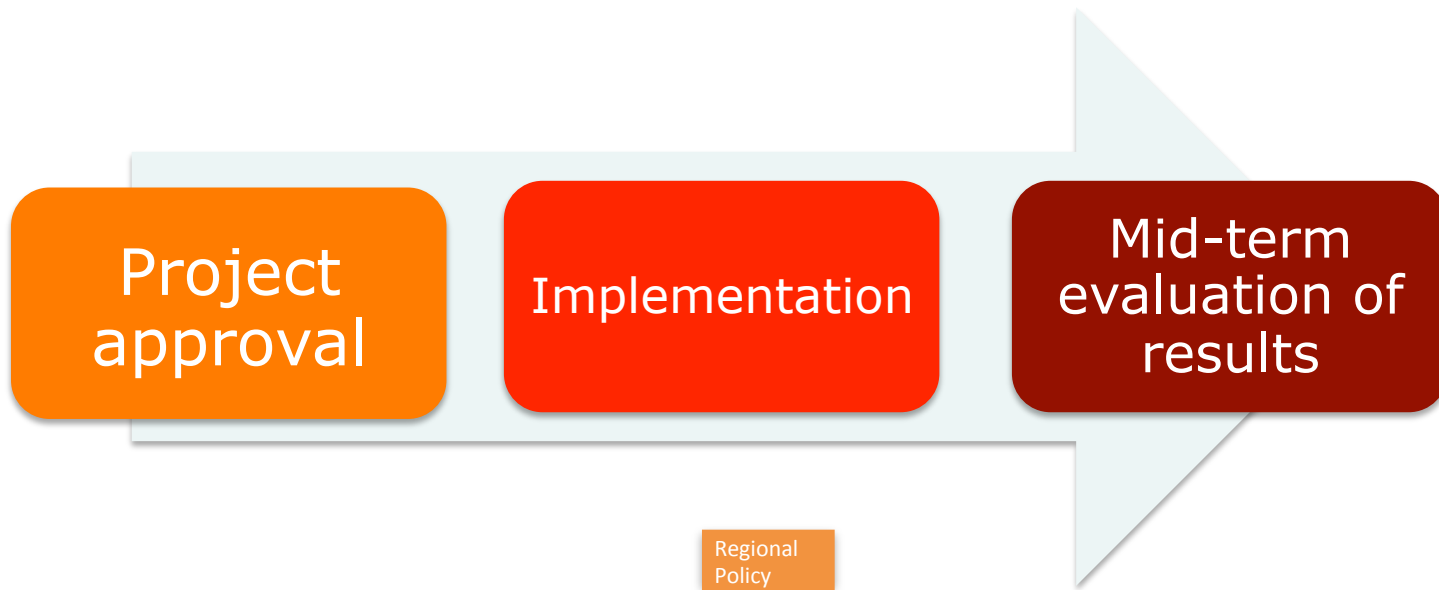 Project
approval
Implementation
Mid-term
evaluation of
results
Regional
Policy